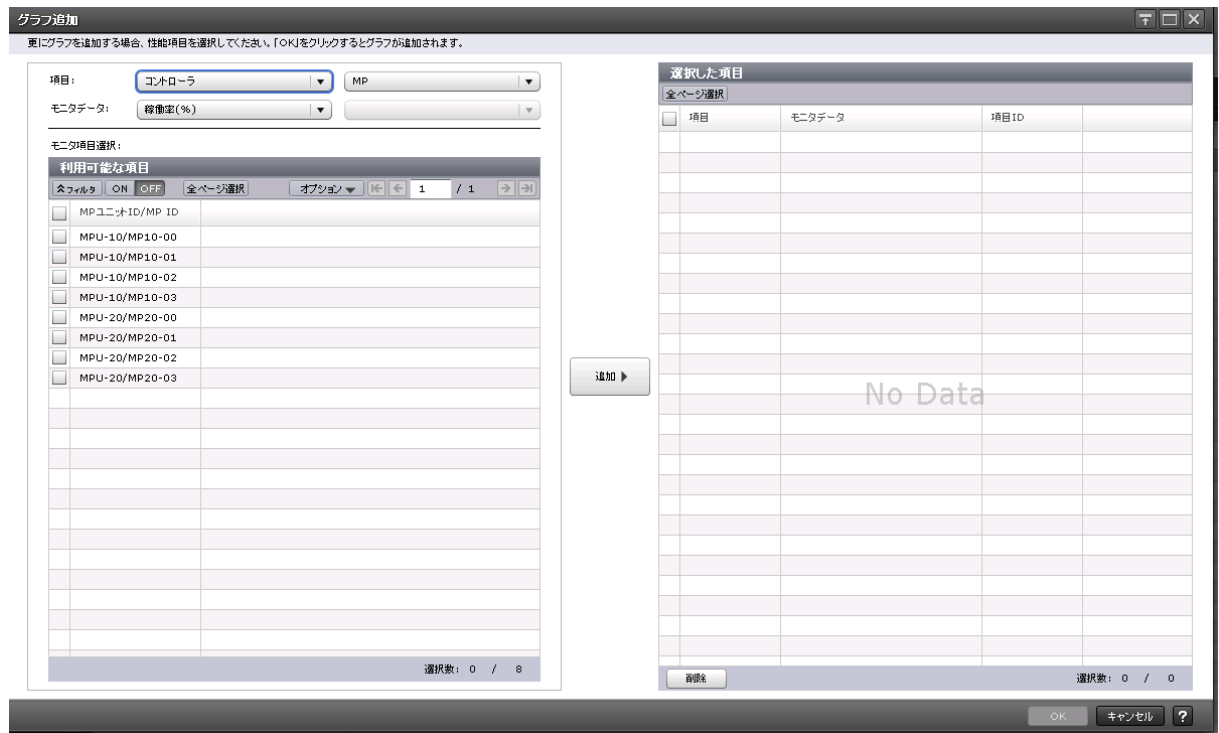 グラフ追加
更にグラフを追加する場合、性能項目を選択してください。「OK」をクリックするとグラフが追加されます。
項目: コントローラ MP
モニタデータ: 稼働率(%)
モニタ項目選択:
利用可能な項目
フィルタ ON OFF 全ページ選択 オプション 1 / 1
MPユニットID/MP ID
MPU-10/MP10-00
MPU-10/MP10-01
MPU-10/MP10-02
MPU-10/MP10-03
MPU-20/MP20-00
MPU-20/MP20-01
MPU-20/MP20-02
MPU-20/MP20-03
選択数: 0 / 8
追加
選択した項目
全ページ選択
項目 モニタデータ 項目ID
No Data
削除 選択数: 0 / 0
OK キャンセル ?